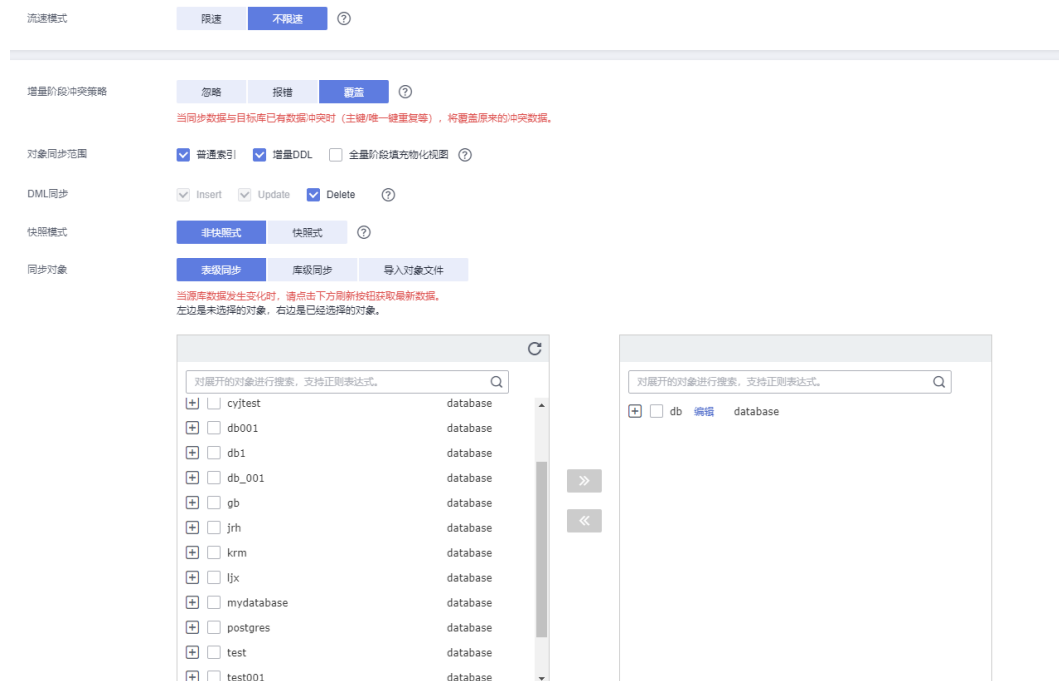 流速模式 限速 不限速 ?
增量阶段冲突策略 忽略 报错 覆盖 ?
当同步数据与目标库已有数据冲突时（主键/唯一键重复等），将覆盖原来的冲突数据。
对象同步范围 普通索引 增量DDL 全量阶段填充物化视图 ?
DML同步 Insert Update Delete ?
快照模式 非快照式 快照式 ?
同步对象 表级同步 库级同步 导入对象文件
当源库数据发生变化时，请点击下方刷新按钮获取最新数据。
左边是未选择的对象，右边是已经选择的对象。
对展开的对象进行搜索，支持正则表达式。 对展开的对象进行搜索，支持正则表达式。
cyjtest database
db 编辑 database
db001 database
db1 database
db_001 database
gb database
jrh database
krm database
ljx database
mydatabase database
postgres database
test database
test001 database